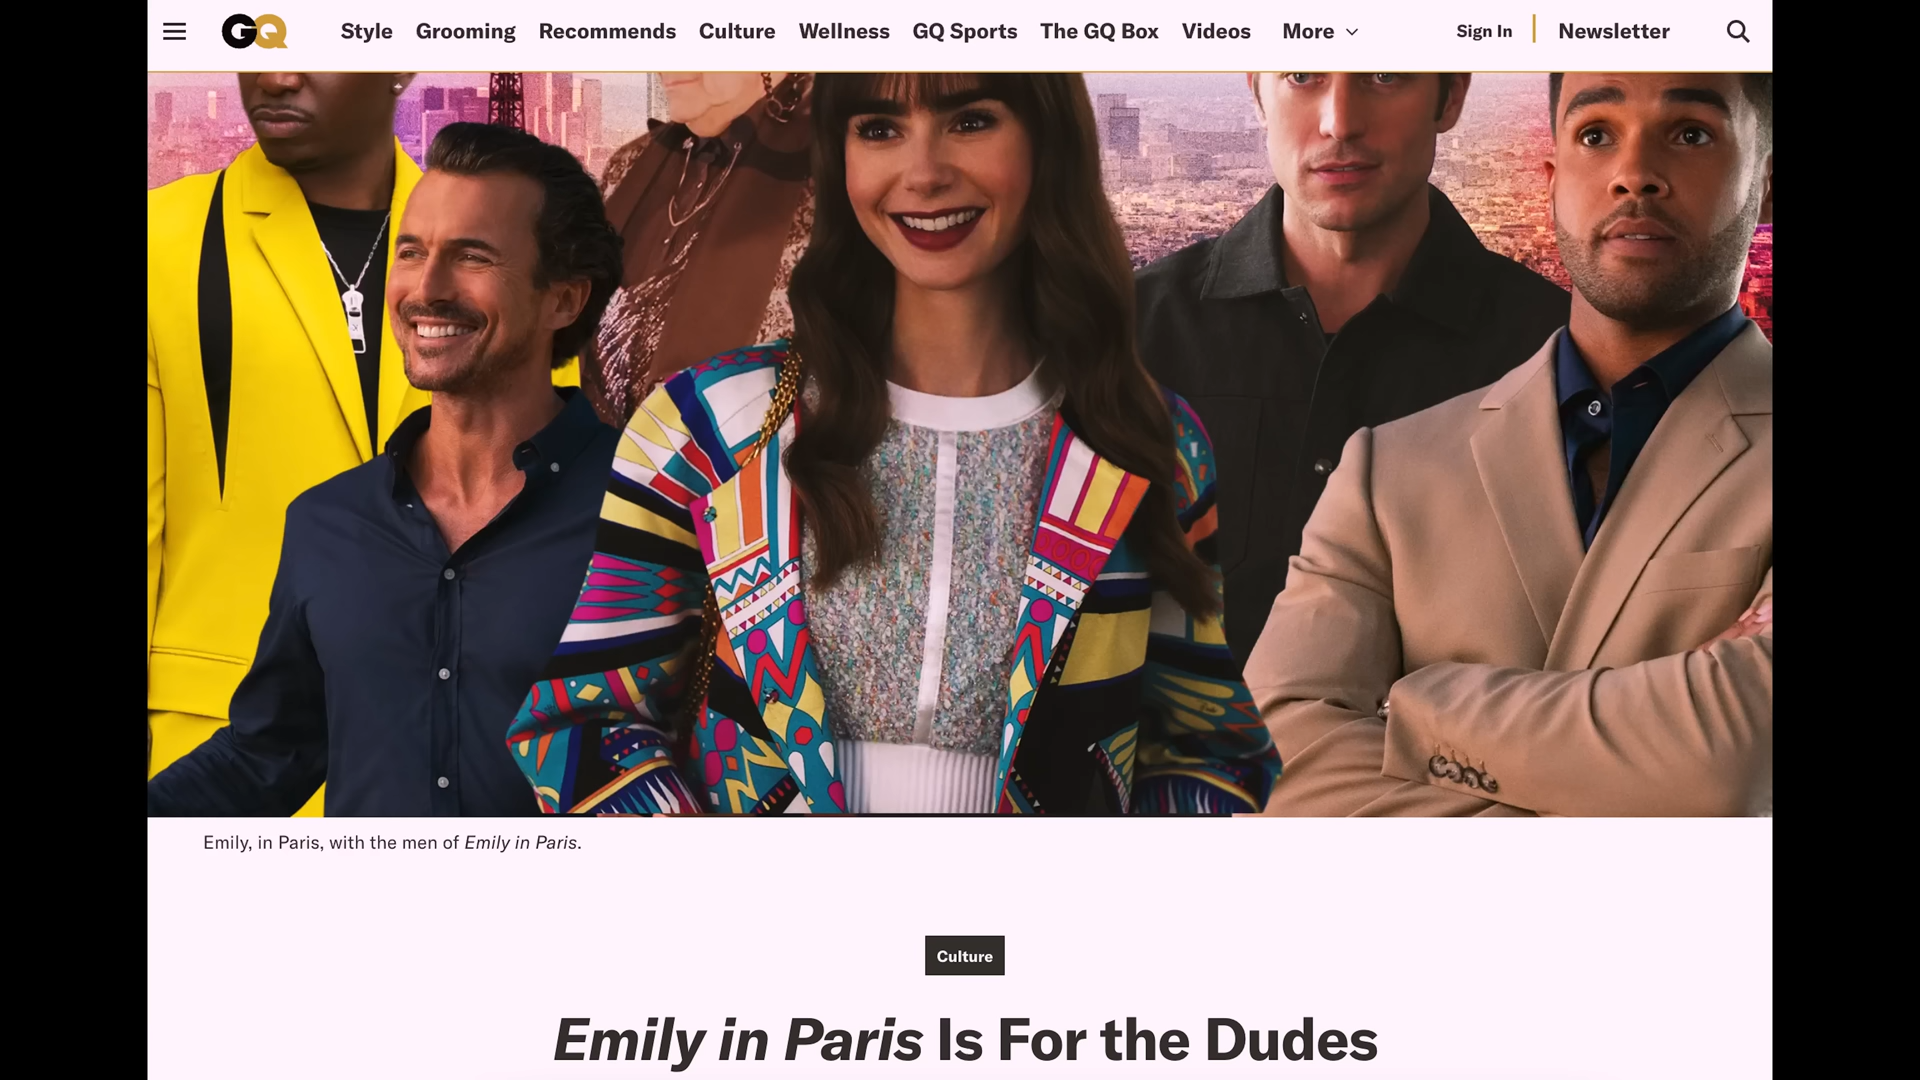 GQ Style Grooming Recommends Culture Wellness GQ Sports The GQ Box Videos More Sign In Newsletter
Emily, in Paris, with the men of Emily in Paris.
Culture
Emily in Paris Is For the Dudes